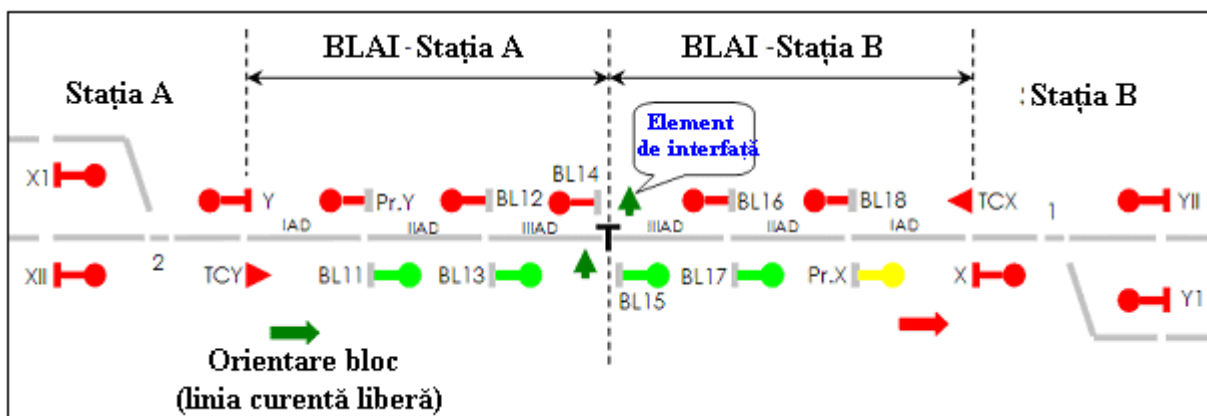 BLAI-Stația A
BLAI -Stația B
Stația A
:Stația B
Element
de interfață
X1
Y
Pr.Y
BL12
BL14
BL16
BL18
TCX
1
YII
IAD
IIAD
IIIAD
IIIAD
IIAD
IAD
XII
2
TCY
BL11
BL13
BL15
BL17
Pr.X
X
Y1
Orientare bloc
(linia curentă liberă)